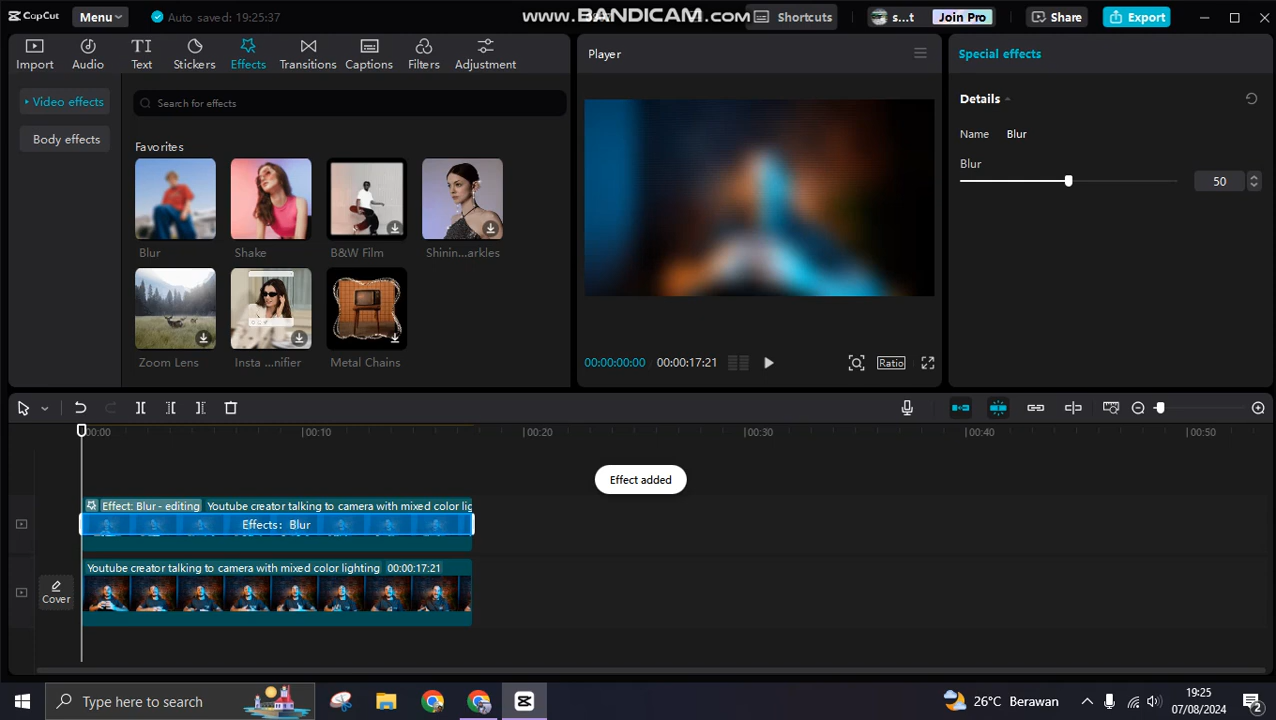 CapCut
Menu
Auto saved: 19:25:37
www.BANDICAM.com
Shortcuts
s...t
Join Pro
Share
Export
Import
Audio
Text
Stickers
Effects
Transitions
Captions
Filters
Adjustment
Video effects
Body effects
Search for effects
Favorites
Blur
Shake
B&W Film
Shinin...arkles
Zoom Lens
Insta ...nifier
Metal Chains
Player
00:00:00:00
00:00:17:21
Ratio
Special effects
Details
Name
Blur
Blur
50
00:00
00:10
00:20
00:30
00:40
00:50
Effect added
Effect: Blur - editing
Youtube creator talking to camera with mixed color lig
Effects: Blur
Youtube creator talking to camera with mixed color lighting
00:00:17:21
Cover
Type here to search
26°C
Berawan
19:25
07/08/2024
2